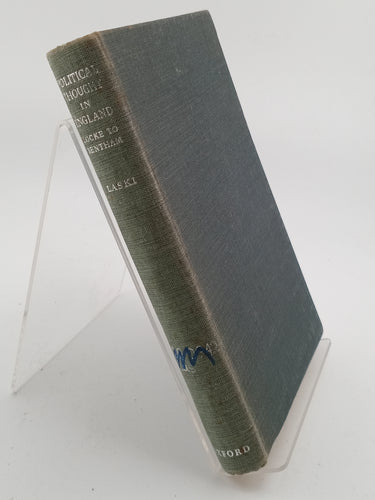 POLITICAL
THOUGHT
IN
ENGLAND
LOCKE TO
BENTHAM
LASKI
OXFORD